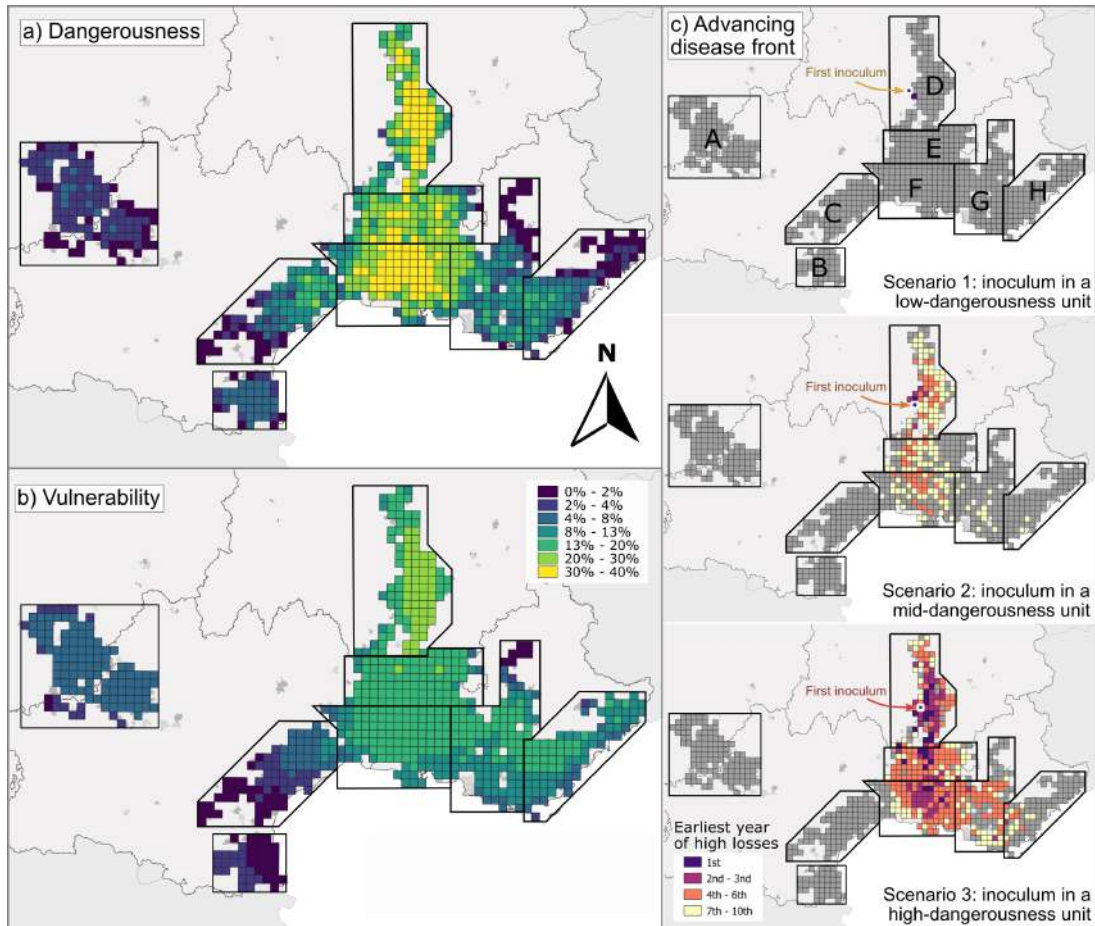 a) Dangerousness
N
b) Vulnerability
0% - 2%
2% - 4%
4% - 8%
8% - 13%
13% - 20%
20% - 30%
30% - 40%
c) Advancing
disease front
First inoculum
D
A
E
F
G
H
C
B
Scenario 1: inoculum in a
low-dangerousness unit
First inoculum
Scenario 2: inoculum in a
mid-dangerousness unit
First inoculum
Earliest year
of high losses
1st
2nd - 3nd
4th - 6th
7th - 10th
Scenario 3: inoculum in a
high-dangerousness unit